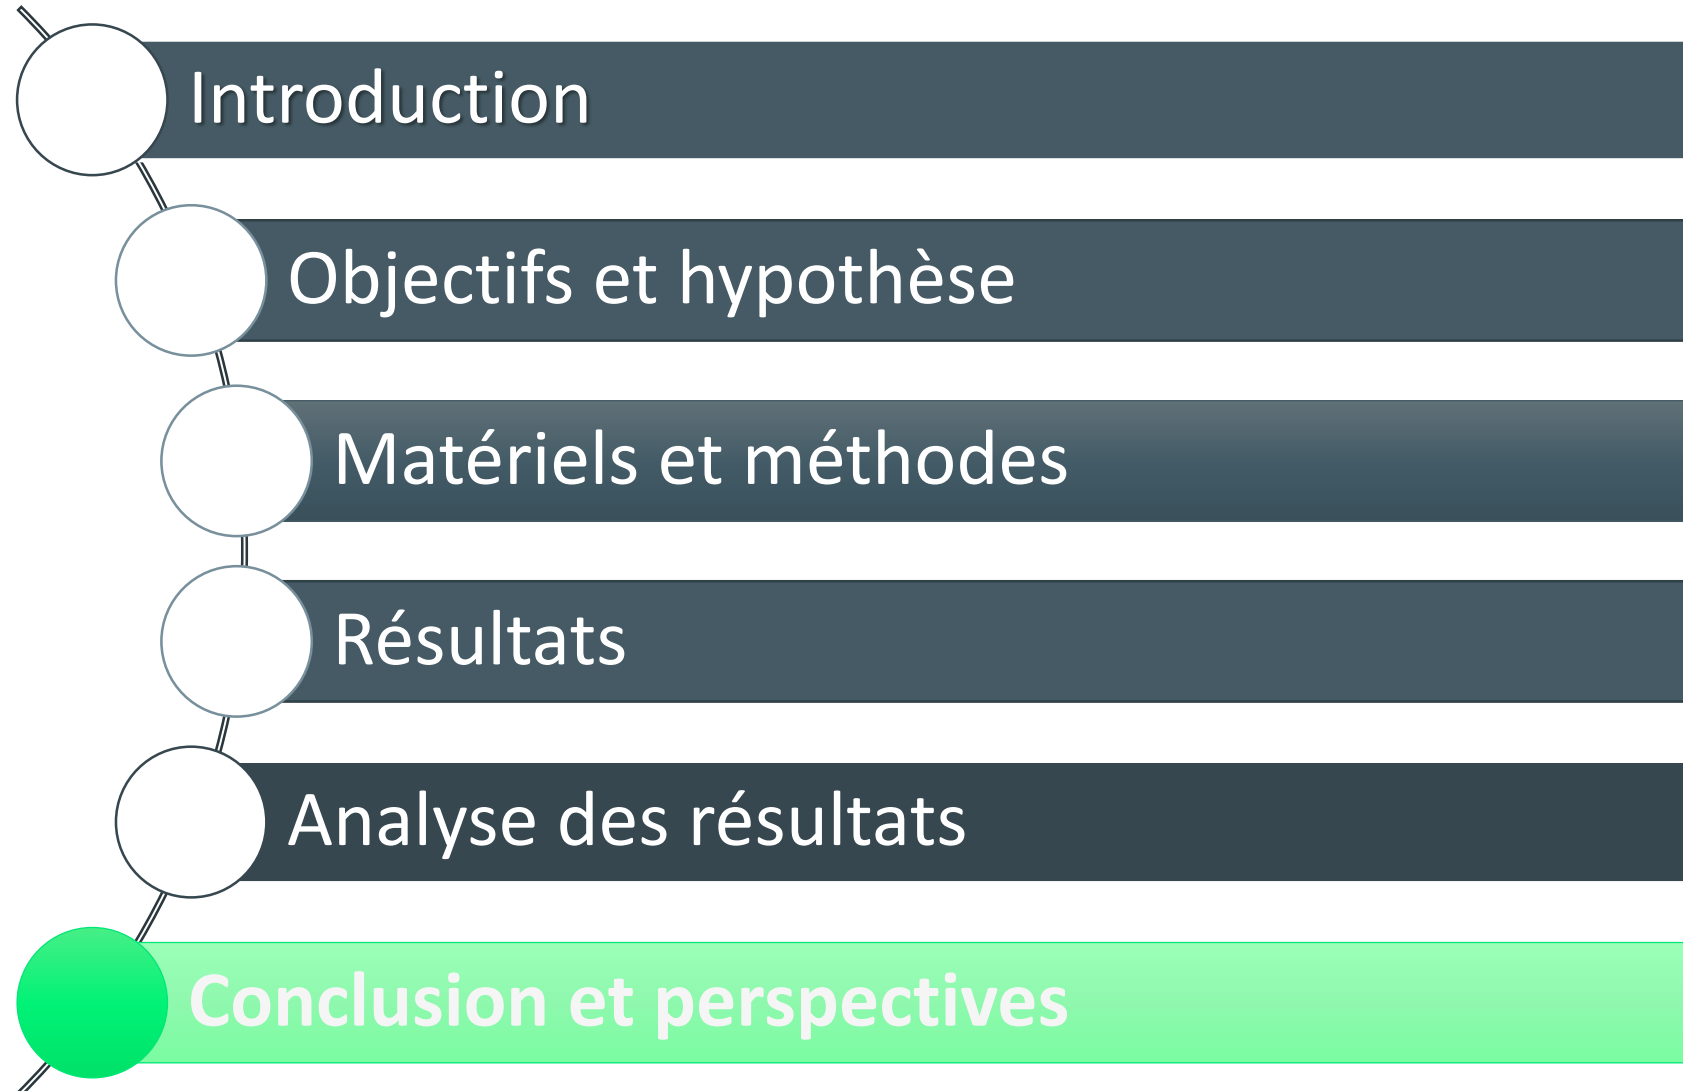 Introduction
Objectifs et hypothèse
Matériels et méthodes
Résultats
Analyse des résultats
Conclusion et perspectives